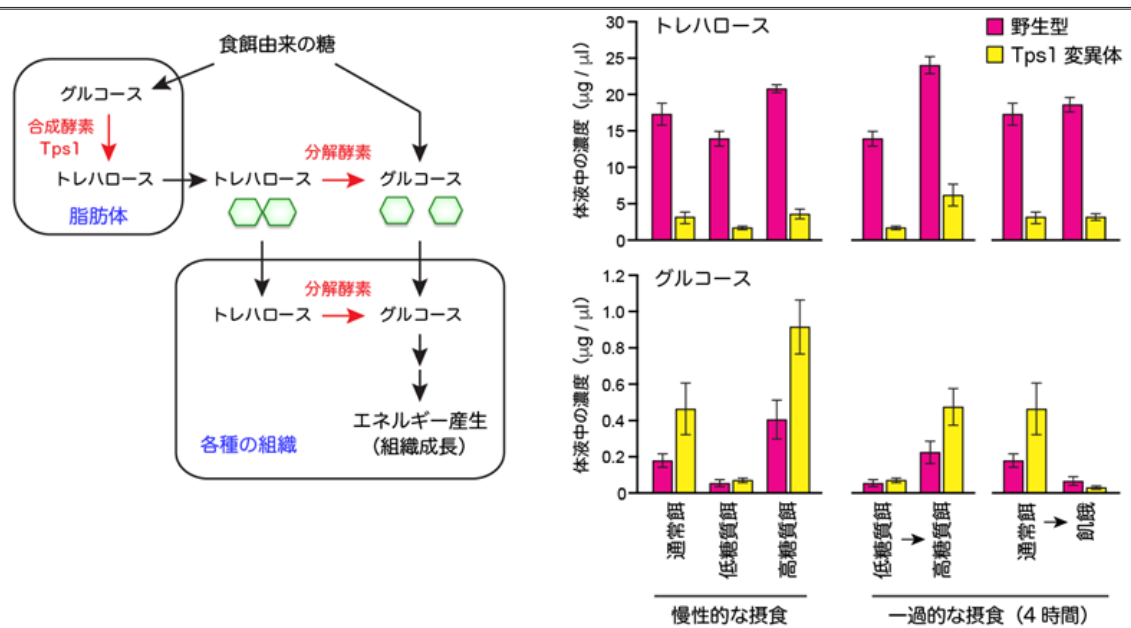 食餌由来の糖
グルコース
合成酵素
Tps1
トレハロース
脂肪体
トレハロース
分解酵素
グルコース
トレハロース
分解酵素
グルコース
エネルギー産生
(組織成長)
各種の組織
トレハロース
野生型
Tps1 変異体
体液中の濃度（μg / μl）
30
25
20
15
10
5
0
グルコース
体液中の濃度（μg / μl）
1.2
1.0
0.8
0.6
0.4
0.2
0
通常餌
低糖質餌
高糖質餌
低糖質餌
高糖質餌
通常餌
飢餓
慢性的な摂食
一過的な摂食（4 時間）